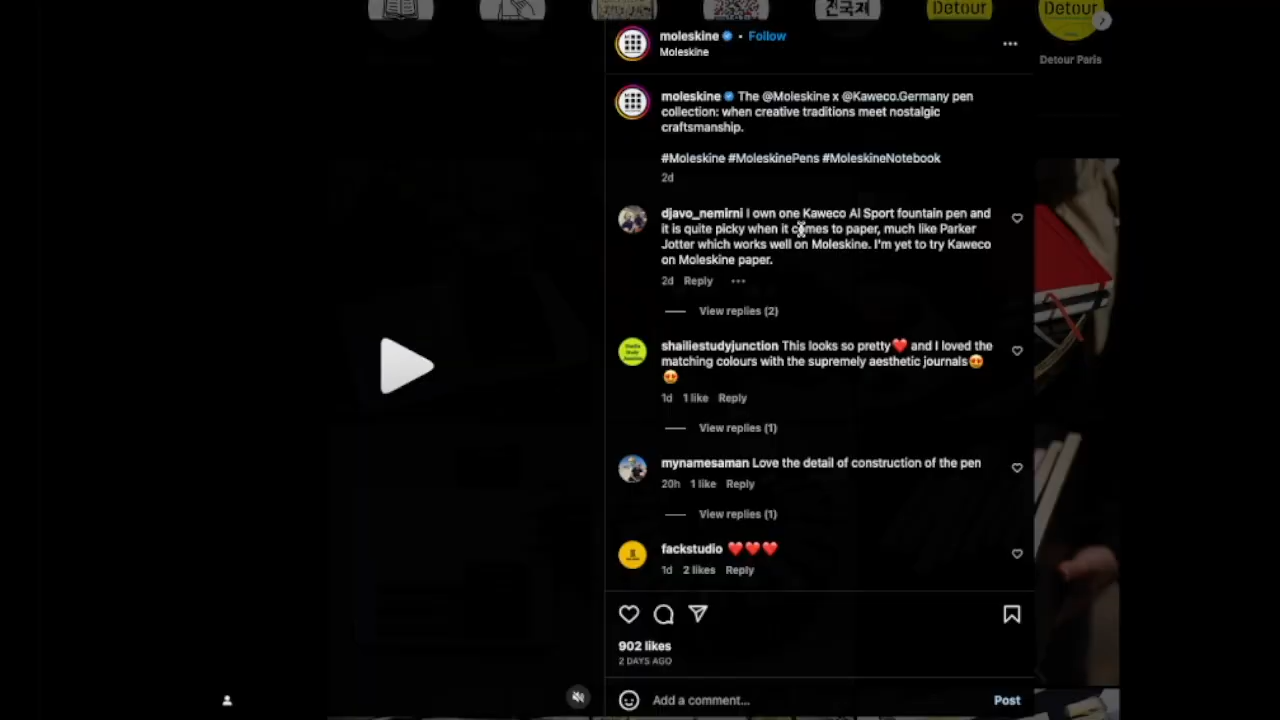 진국제
Detour
Detour
Detour Paris
moleskine • Follow
Moleskine
moleskine The @Moleskine x @Kaweco.Germany pen
collection: when creative traditions meet nostalgic
craftsmanship.
#Moleskine #MoleskinePens #MoleskineNotebook
2d
djavo_nemirni I own one Kaweco Al Sport fountain pen and
it is quite picky when it comes to paper, much like Parker
Jotter which works well on Moleskine. I'm yet to try Kaweco
on Moleskine paper.
2d Reply
View replies (2)
shailiestudyjunction This looks so pretty❤️ and I loved the
matching colours with the supremely aesthetic journals😍
😍
1d 1 like Reply
View replies (1)
mynamesaman Love the detail of construction of the pen
20h 1 like Reply
View replies (1)
fackstudio ❤️❤️❤️
1d 2 likes Reply
902 likes
2 DAYS AGO
Add a comment...
Post